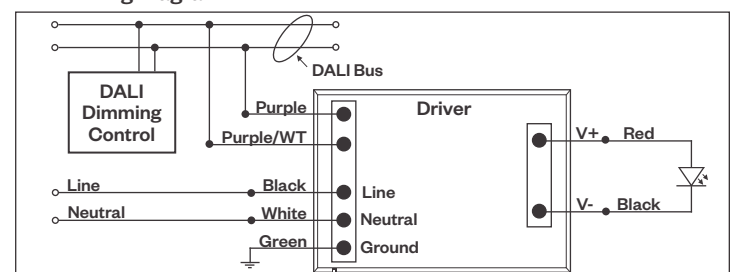 DALI Bus
DALI
Dimming
Control
Purple
Driver
Purple/WT
V+ Red
Line Black Line
V- Black
Neutral White Neutral
Green Ground